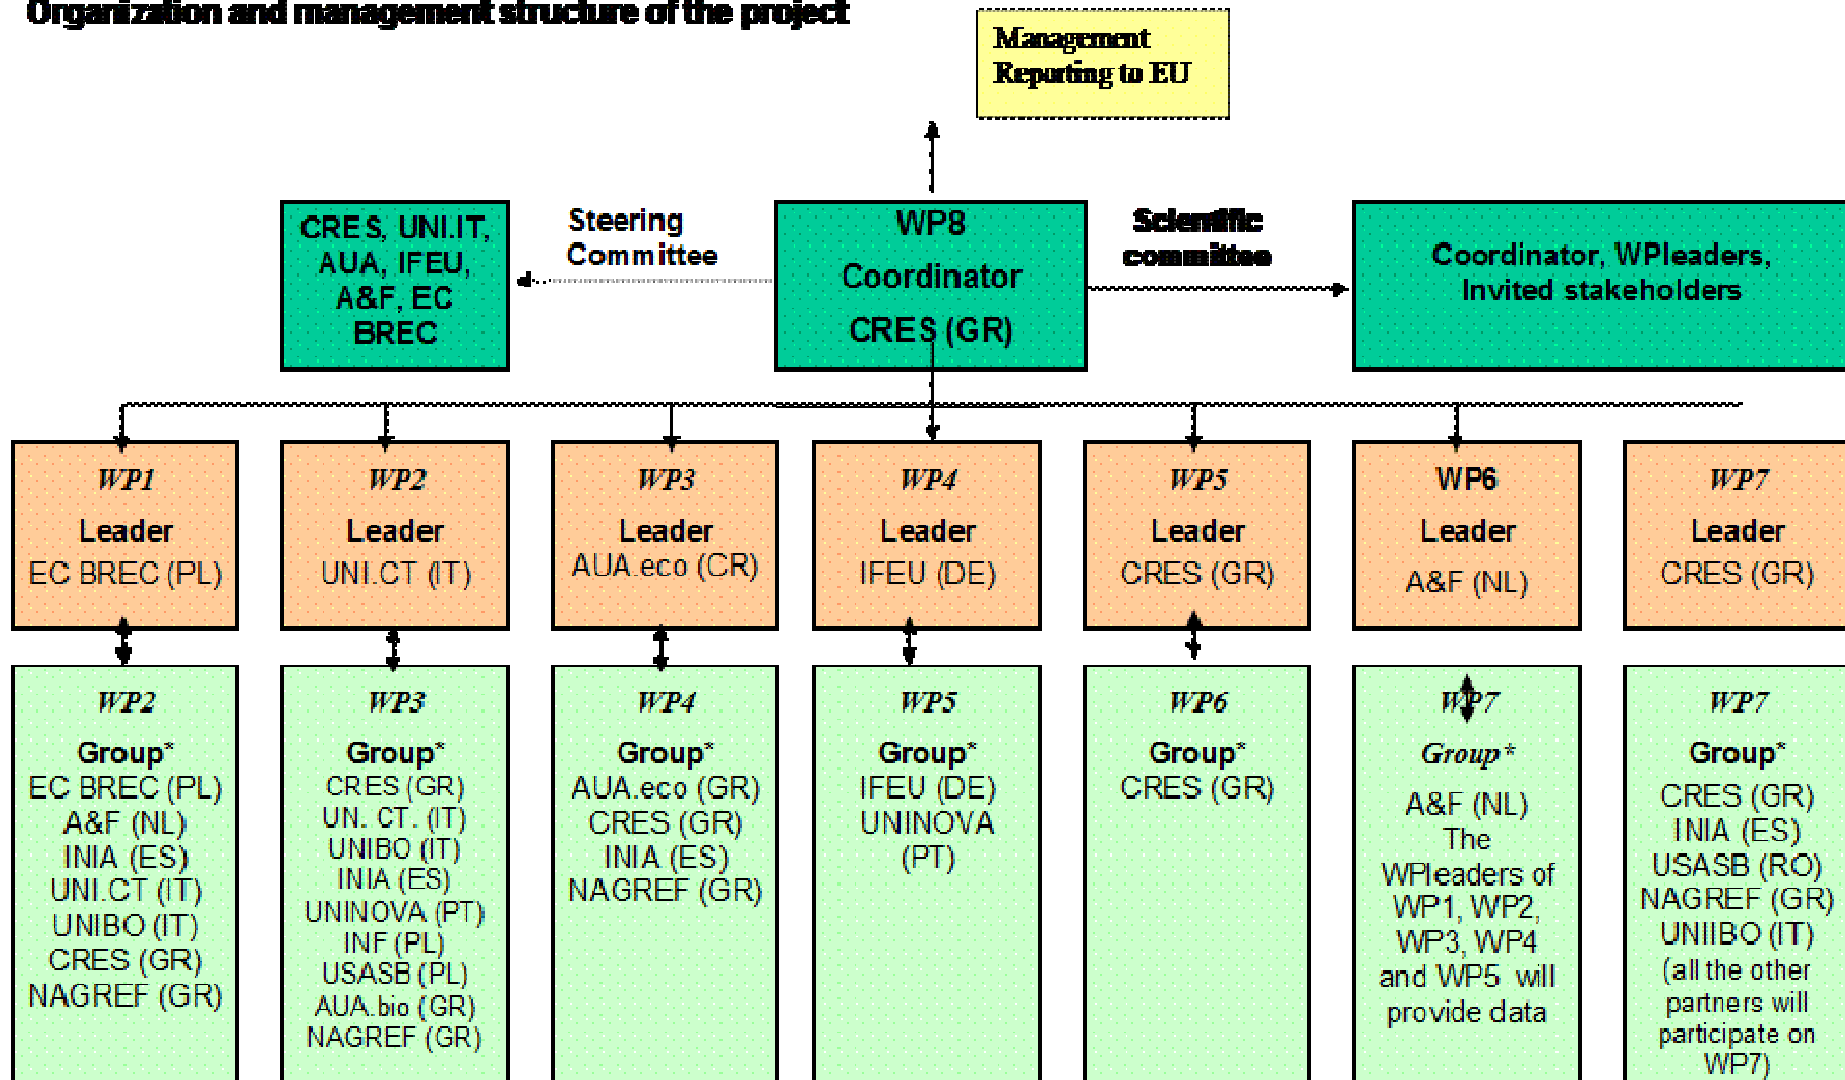 Organization and management structure of the project
Management
Reporting to EU
CRES, UNI.IT,
AUA, IFEU,
A&F, EC
BREC
Steering
Committee
WP8
Coordinator
CRES (GR)
Scientific
committee
Coordinator, WPleaders,
Invited stakeholders
WP1
Leader
EC BREC (PL)
WP2
Leader
UNI.CT (IT)
WP3
Leader
AUA.eco (CR)
WP4
Leader
IFEU (DE)
WP5
Leader
CRES (GR)
WP6
Leader
A&F (NL)
WP7
Leader
CRES (GR)
WP2
Group*
EC BREC (PL)
A&F (NL)
INIA (ES)
UNI.CT (IT)
UNIBO (IT)
CRES (GR)
NAGREF (GR)
WP3
Group*
CRES (GR)
UN. CT. (IT)
UNIBO (IT)
INIA (ES)
UNINOVA (PT)
INF (PL)
USASB (PL)
AUA.bio (GR)
NAGREF (GR)
WP4
Group*
AUA.eco (GR)
CRES (GR)
INIA (ES)
NAGREF (GR)
WP5
Group*
IFEU (DE)
UNINOVA
(PT)
WP6
Group*
CRES (GR)
WP7
Group*
A&F (NL)
The
WPleaders of
WP1, WP2,
WP3, WP4
and WP5 will
provide data
WP7
Group*
CRES (GR)
INIA (ES)
USASB (RO)
NAGREF (GR)
UNIIBO (IT)
(all the other
partners will
participate on
WP7)